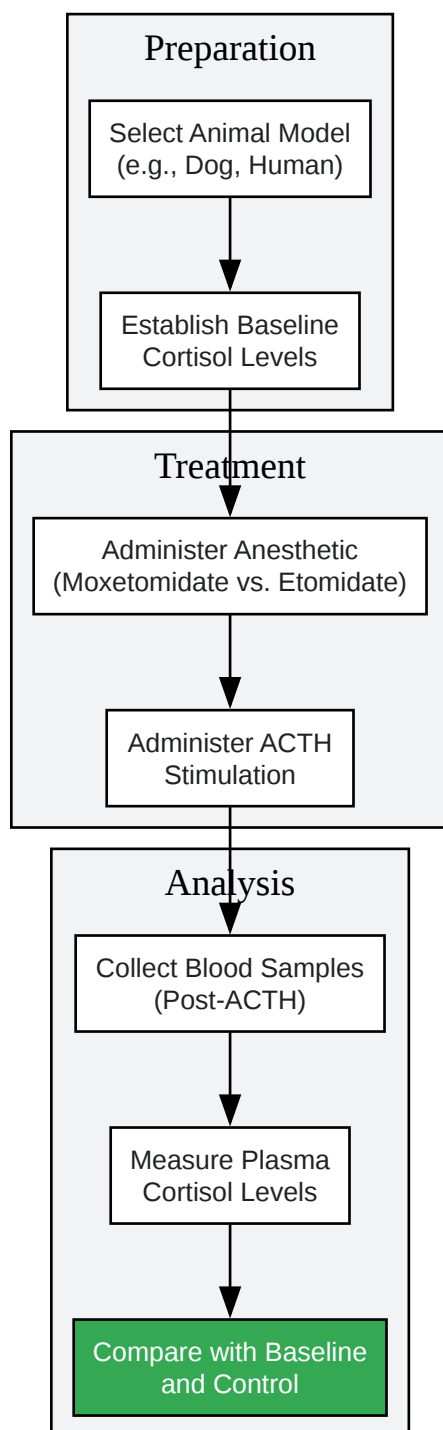 Preparation
Select Animal Model
(e.g., Dog, Human)
Establish Baseline
Cortisol Levels
Treatment
Administer Anesthetic
(Moxetomidate vs. Etomidate)
Administer ACTH
Stimulation
Analysis
Collect Blood Samples
(Post-ACTH)
Measure Plasma
Cortisol Levels
Compare with Baseline
and Control